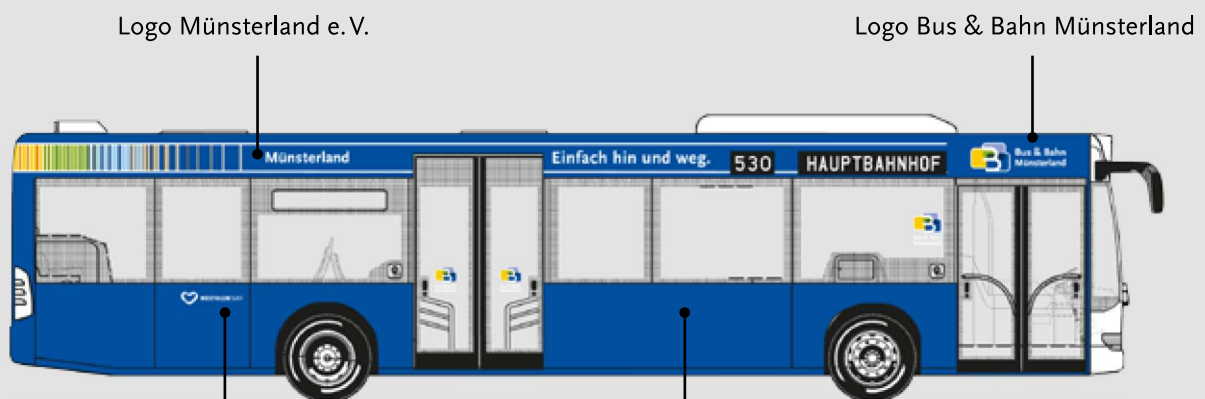 Logo Münsterland e.V.
Logo Bus & Bahn Münsterland
Münsterland
Einfach hin und weg.
530
HAUPTBAHNHOF
Bus & Bahn
Münsterland